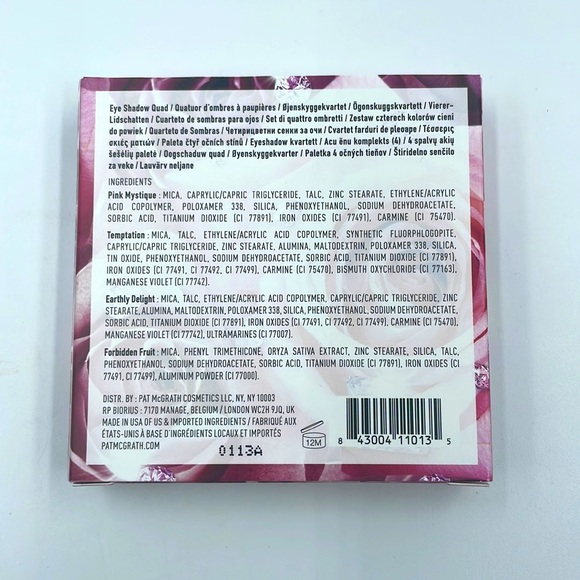 Eye Shadow Quad / Quatuor d'ombres à paupières / Øjenskyggekvartet / Ögonskuggskvartett / Vierer-
Lidschatten / Cuarteto de sombras para ojos / Set di quattro ombretti / Zestaw czterech kolorów cieni
do powiek / Quarteto de Sombras / Четирицветни сенки за очи / Cvartet farduri de pleoape / Τέσσερις
σκιές ματιών / Paleta čtyř očních stínů / Eyeshadow kvartett / Acu ēnu komplekts (4) / 4 spalvų akių
šešėlių paletė / Oogschaduw quad / Øyenskyggekvarter / Paletka 4 očných tieňov / Štiridelno senčilo
za veke / Lauvärv neljane
INGREDIENTS
Pink Mystique : MICA, CAPRYLIC/CAPRIC TRIGLYCERIDE, TALC, ZINC STEARATE, ETHYLENE/ACRYLIC
ACID COPOLYMER, POLOXAMER 338, SILICA, PHENOXYETHANOL, SODIUM DEHYDROACETATE,
SORBIC ACID, TITANIUM DIOXIDE (CI 77891), IRON OXIDES (CI 77491), CARMINE (CI 75470).
Temptation : MICA, TALC, ETHYLENE/ACRYLIC ACID COPOLYMER, SYNTHETIC FLUORPHLOGOPITE,
CAPRYLIC/CAPRIC TRIGLYCERIDE, ZINC STEARATE, ALUMINA, MALTODEXTRIN, POLOXAMER 338, SILICA,
TIN OXIDE, PHENOXYETHANOL, SODIUM DEHYDROACETATE, SORBIC ACID, TITANIUM DIOXIDE (CI 77891),
IRON OXIDES (CI 77491, CI 77492, CI 77499), CARMINE (CI 75470), BISMUTH OXYCHLORIDE (CI 77163),
MANGANESE VIOLET (CI 77742).
Earthly Delight : MICA, TALC, ETHYLENE/ACRYLIC ACID COPOLYMER, CAPRYLIC/CAPRIC TRIGLYCERIDE, ZINC
STEARATE, ALUMINA, MALTODEXTRIN, POLOXAMER 338, SILICA, PHENOXYETHANOL, SODIUM DEHYDROACETATE,
SORBIC ACID, TITANIUM DIOXIDE (CI 77891), IRON OXIDES (CI 77491, CI 77492, CI 77499), CARMINE (CI 75470),
MANGANESE VIOLET (CI 77742), ULTRAMARINES (CI 77007).
Forbidden Fruit : MICA, PHENYL TRIMETHICONE, ORYZA SATIVA EXTRACT, ZINC STEARATE, SILICA, TALC,
PHENOXYETHANOL, SODIUM DEHYDROACETATE, SORBIC ACID, TITANIUM DIOXIDE (CI 77891), IRON OXIDES (CI
77491, CI 77499), ALUMINUM POWDER (CI 77000).
DISTR. BY : PAT McGRATH COSMETICS LLC, NY, NY 10003
RP BIORIUS : 7170 MANAGE, BELGIUM / LONDON WC2H 9JQ, UK
MADE IN USA OF US & IMPORTED INGREDIENTS / FABRIQUÉ AUX
ÉTATS-UNIS À BASE D'INGRÉDIENTS LOCAUX ET IMPORTÉS
PATMCGRATH.COM
0113A
12M
8 43004 11013 5